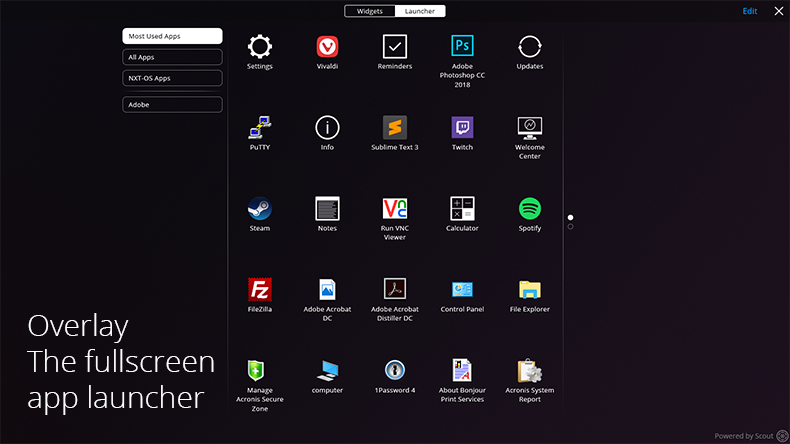 Widgets
Launcher
Edit
Most Used Apps
All Apps
NXT-OS Apps
Adobe
Settings
Vivaldi
Reminders
Ps
Adobe
Photoshop CC
2018
Updates
PuTTY
Info
Sublime Text 3
Twitch
Welcome
Center
Steam
Notes
Vnc
Run VNC
Viewer
Calculator
Spotify
Fz
FileZilla
Adobe Acrobat
DC
Adobe Acrobat
Distiller DC
Control Panel
File Explorer
Manage
Acronis Secure
Zone
computer
1Password 4
About Bonjour
Print Services
Acronis System
Report
Overlay
The fullscreen
app launcher
Powered by Scout